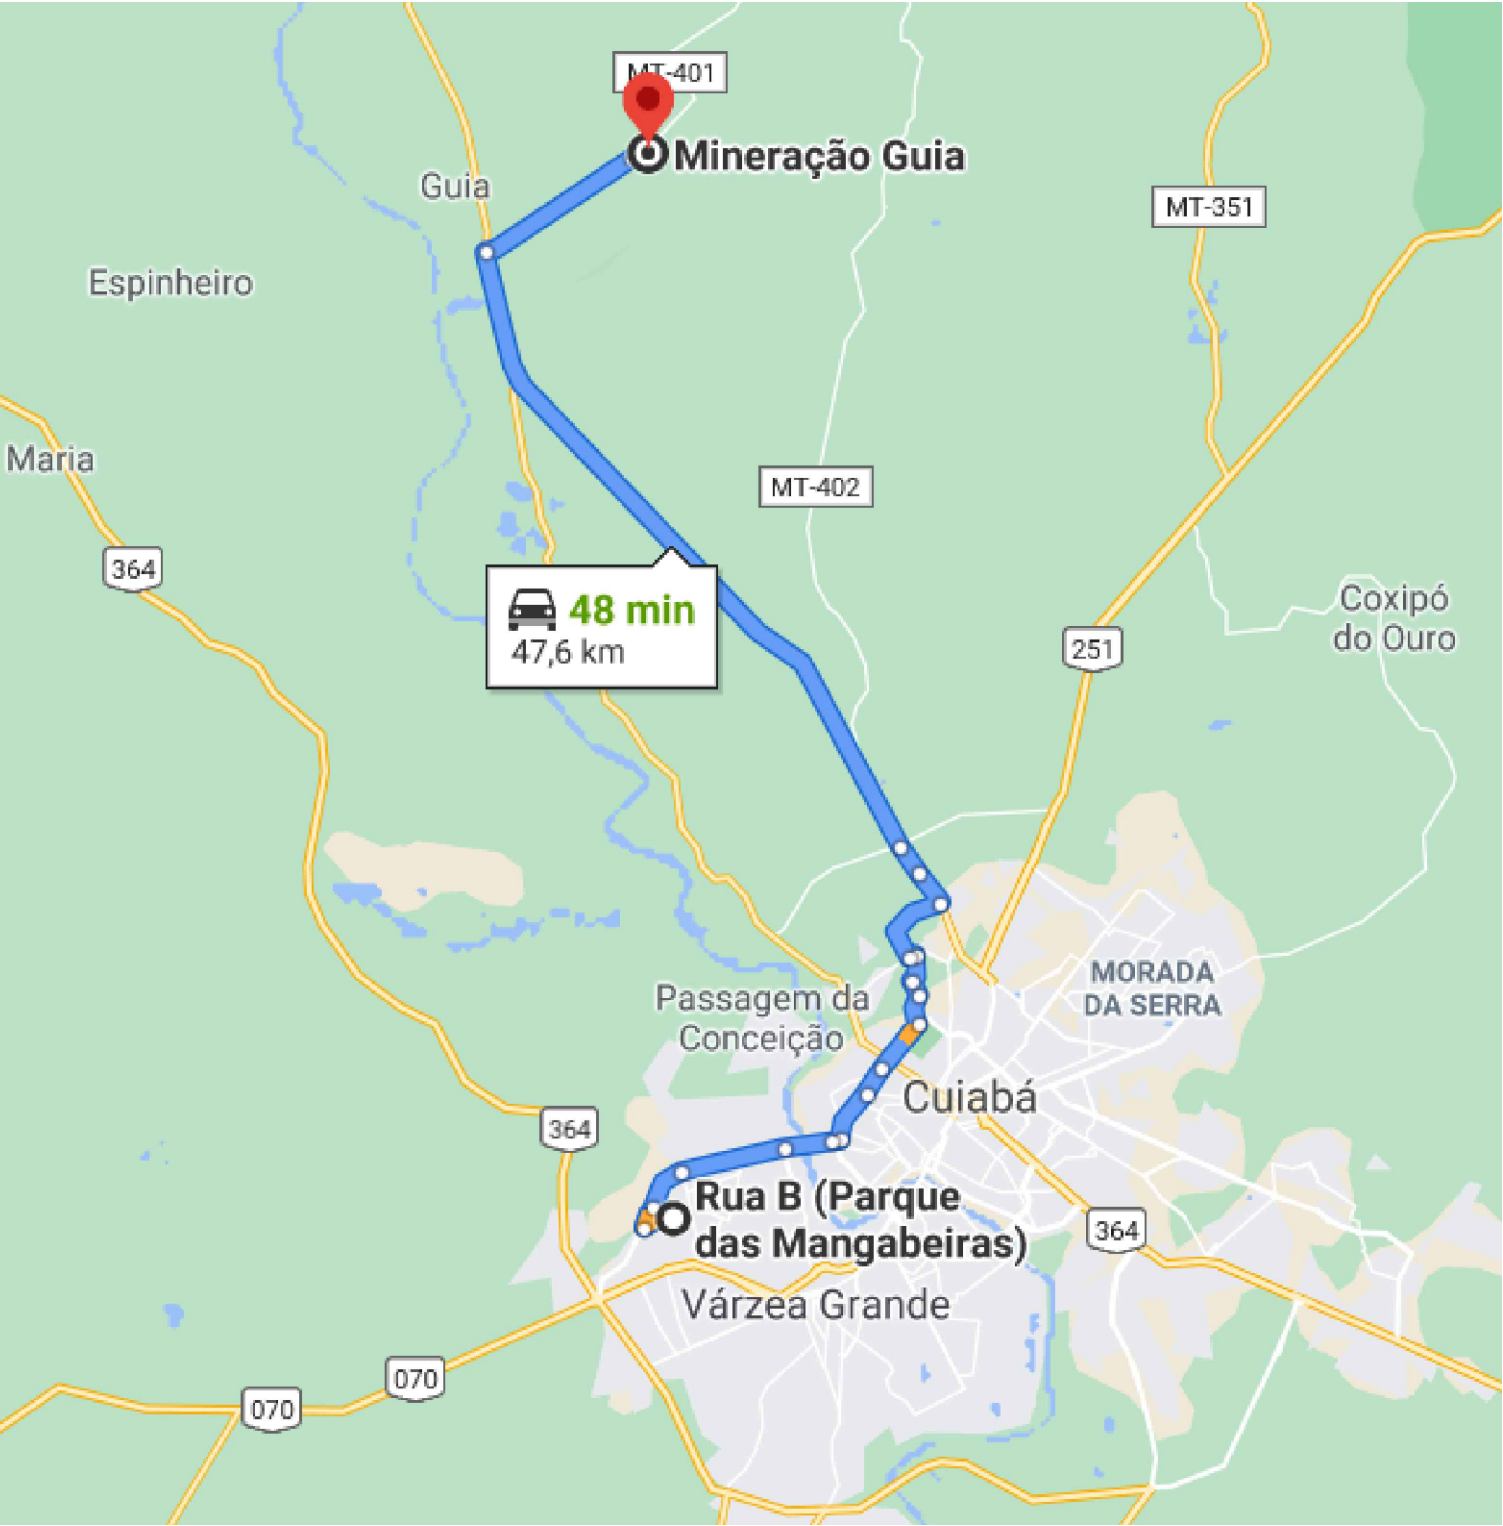 MT-401
Mineração Guia
Guia
MT-351
Espinheiro
Maria
MT-402
364
48 min
47,6 km
Coxipó
do Ouro
251
MORADA
DA SERRA
Passagem da
Conceição
Cuiabá
364
Rua B (Parque
das Mangabeiras)
364
Várzea Grande
070
070